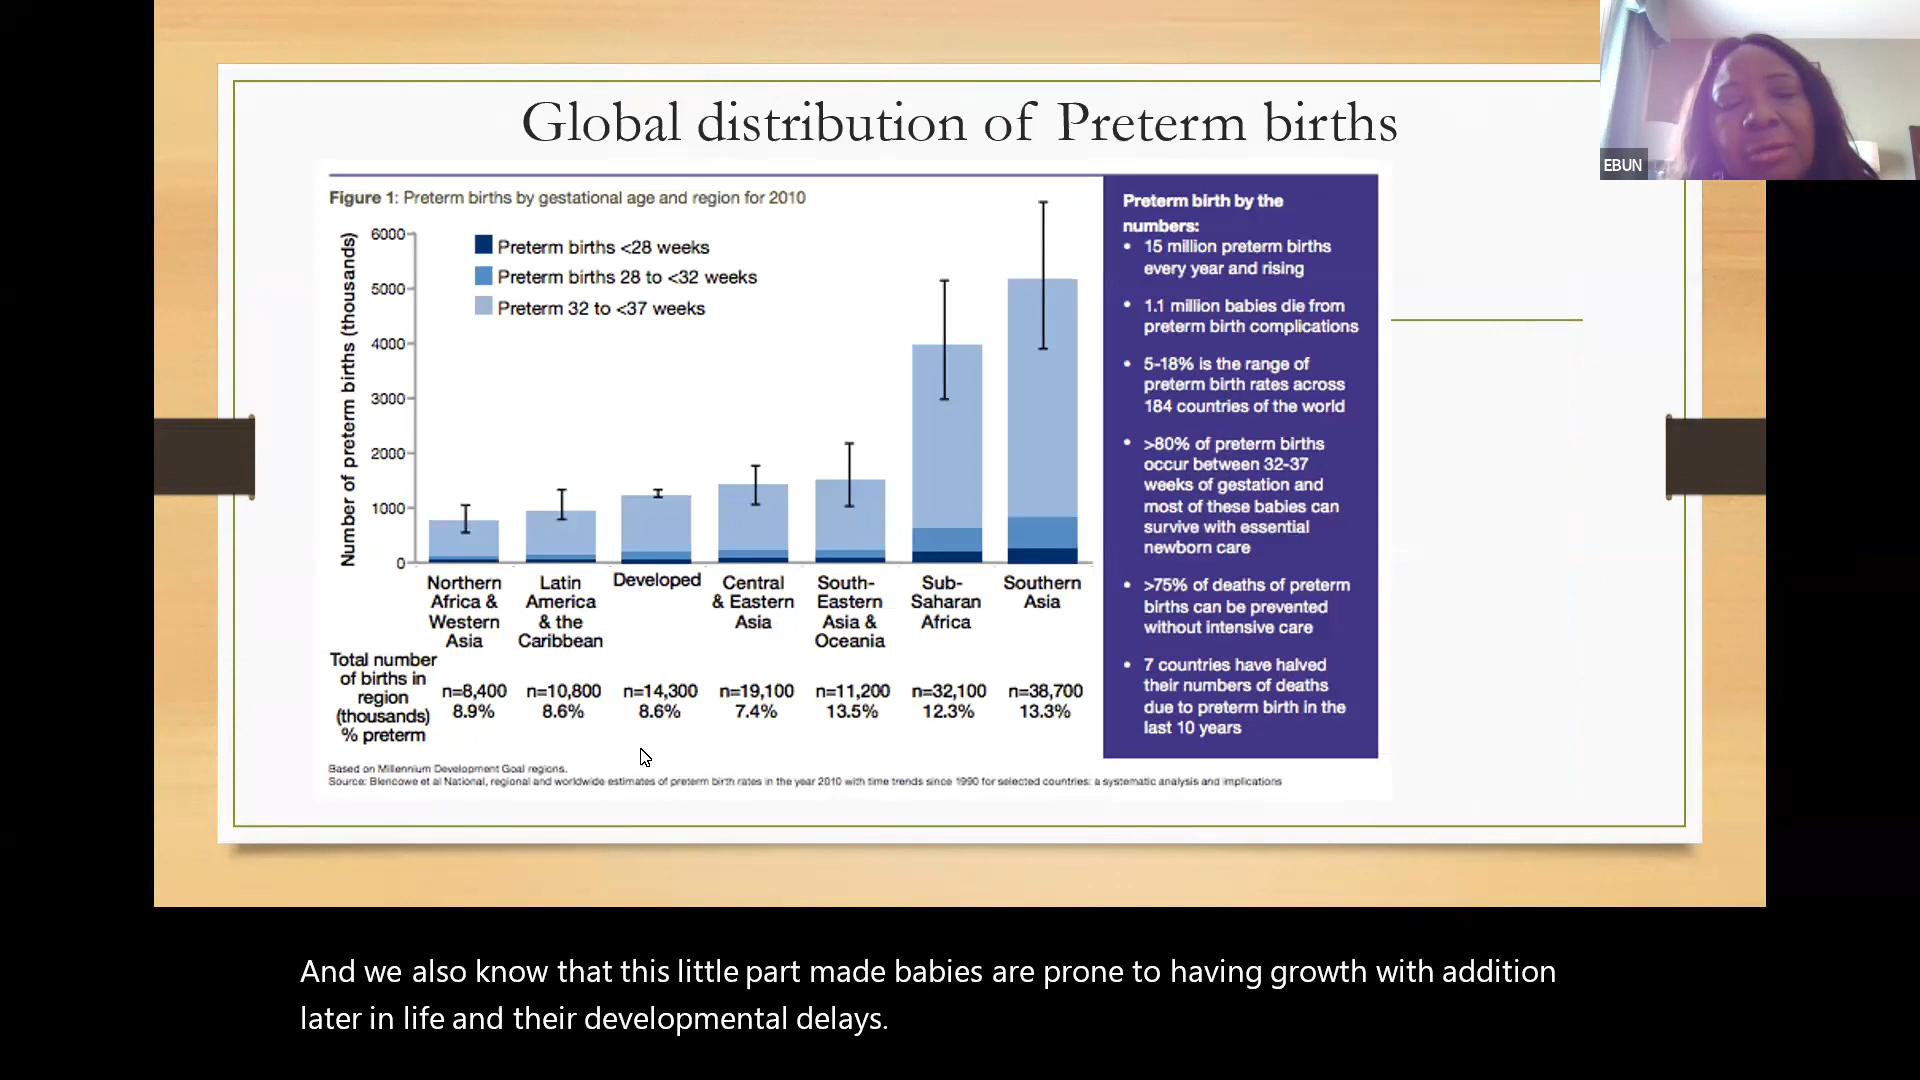 Global distribution of Preterm births
EBUN
Figure 1: Preterm births by gestational age and region for 2010
Number of preterm births (thousands)
6000
5000
4000
3000
2000
1000
0
Preterm births <28 weeks
Preterm births 28 to <32 weeks
Preterm 32 to <37 weeks
Northern
Africa &
Western
Asia
Latin
America
& the
Caribbean
Developed
Central
& Eastern
Asia
South-
Eastern
Asia &
Oceania
Sub-
Saharan
Africa
Southern
Asia
Total number
of births in
region
(thousands)
% preterm
n=8,400 n=10,800 n=14,300 n=19,100 n=11,200 n=32,100 n=38,700
8.9% 8.6% 8.6% 7.4% 13.5% 12.3% 13.3%
Based on Millennium Development Goal regions.
Source: Blencowe et al National, regional and worldwide estimates of preterm birth rates in the year 2010 with time trends since 1990 for selected countries: a systematic analysis and implications
Preterm birth by the
numbers:
• 15 million preterm births
every year and rising
• 1.1 million babies die from
preterm birth complications
• 5-18% is the range of
preterm birth rates across
184 countries of the world
• >80% of preterm births
occur between 32-37
weeks of gestation and
most of these babies can
survive with essential
newborn care
• >75% of deaths of preterm
births can be prevented
without intensive care
• 7 countries have halved
their numbers of deaths
due to preterm birth in the
last 10 years
And we also know that this little part made babies are prone to having growth with addition
later in life and their developmental delays.